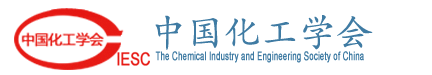 中国化工学会
CIESC
中国化工学会
The Chemical Industry and Engineering Society of China